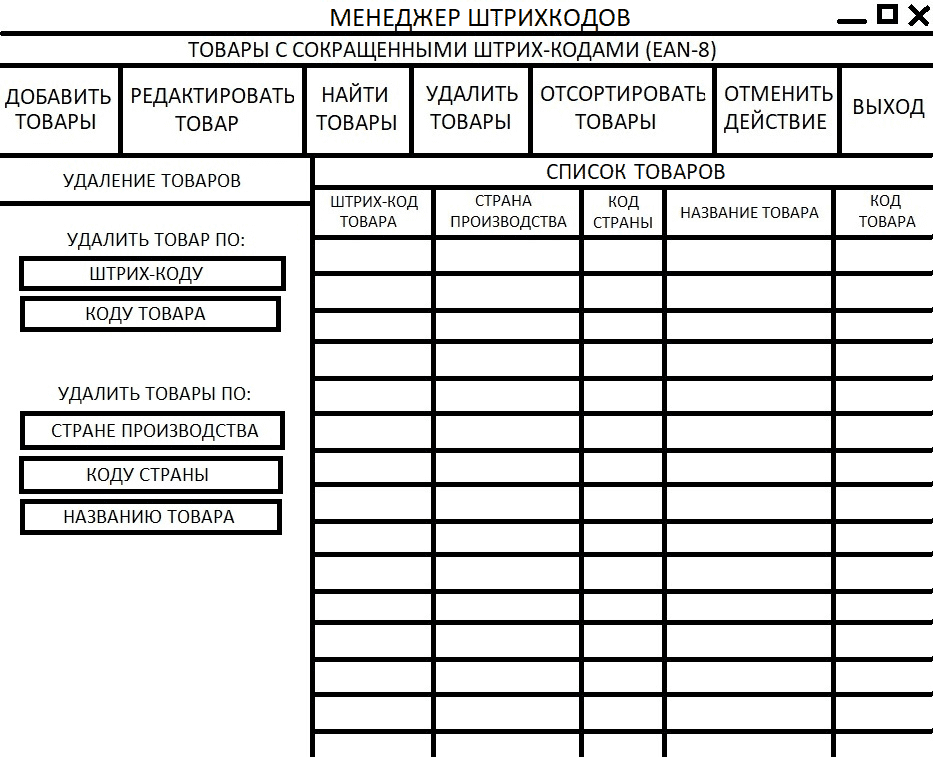 МЕНЕДЖЕР ШТРИХКОДОВ
ТОВАРЫ С СОКРАЩЕННЫМИ ШТРИХ-КОДАМИ (EAN-8)
ДОБАВИТЬ
ТОВАРЫ
РЕДАКТИРОВАТЬ
ТОВАР
НАЙТИ
ТОВАРЫ
УДАЛИТЬ
ТОВАРЫ
ОТСОРТИРОВАТЬ
ТОВАРЫ
ОТМЕНИТЬ
ДЕЙСТВИЕ
ВЫХОД
УДАЛЕНИЕ ТОВАРОВ
УДАЛИТЬ ТОВАР ПО:
ШТРИХ-КОДУ
КОДУ ТОВАРА
УДАЛИТЬ ТОВАРЫ ПО:
СТРАНЕ ПРОИЗВОДСТВА
КОДУ СТРАНЫ
НАЗВАНИЮ ТОВАРА
СПИСОК ТОВАРОВ
ШТРИХ-КОД
ТОВАРА
СТРАНА
ПРОИЗВОДСТВА
КОД
СТРАНЫ
НАЗВАНИЕ ТОВАРА
КОД
ТОВАРА